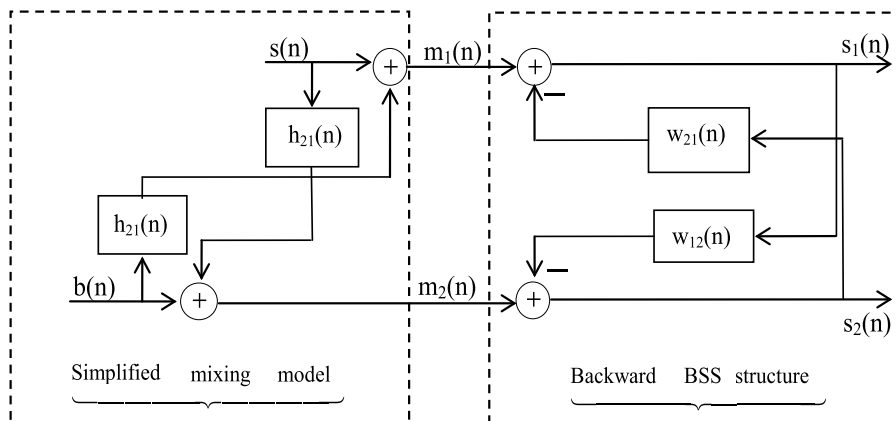 s(n)
m₁(n)
s₁(n)
+
+
h₂₁(n)
w₂₁(n)
h₂₁(n)
w₁₂(n)
b(n)
m₂(n)
+
+
s₂(n)
Simplified mixing model
Backward BSS structure